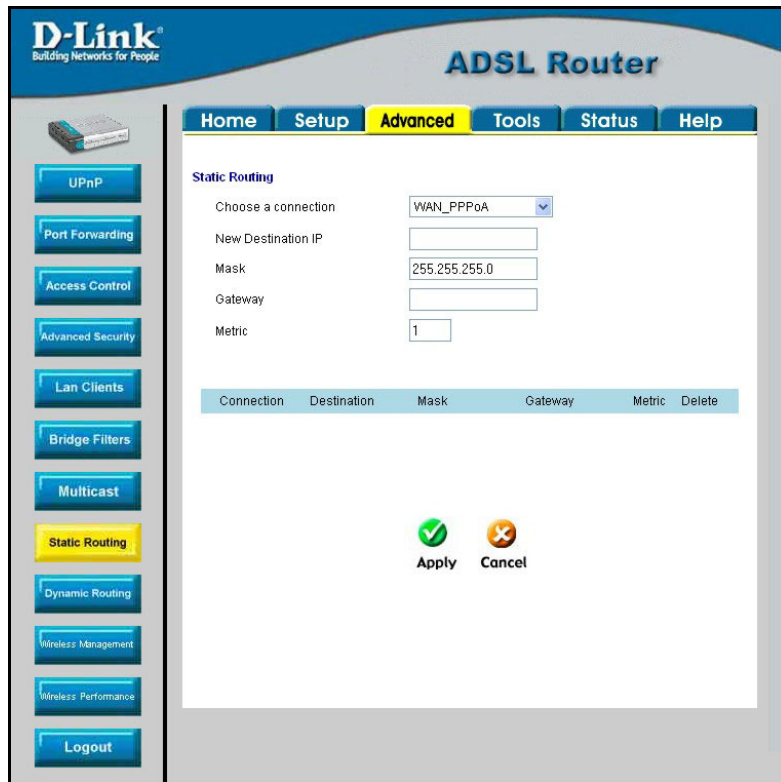 D-Link®
Building Networks for People
ADSL Router
Home Setup Advanced Tools Status Help
UPnP
Port Forwarding
Access Control
Advanced Security
Lan Clients
Bridge Filters
Multicast
Static Routing
Dynamic Routing
Wireless Management
Wireless Performance
Logout
Static Routing
Choose a connection WAN_PPPoA
New Destination IP
Mask 255.255.255.0
Gateway
Metric 1
Connection Destination Mask Gateway Metric Delete
Apply Cancel